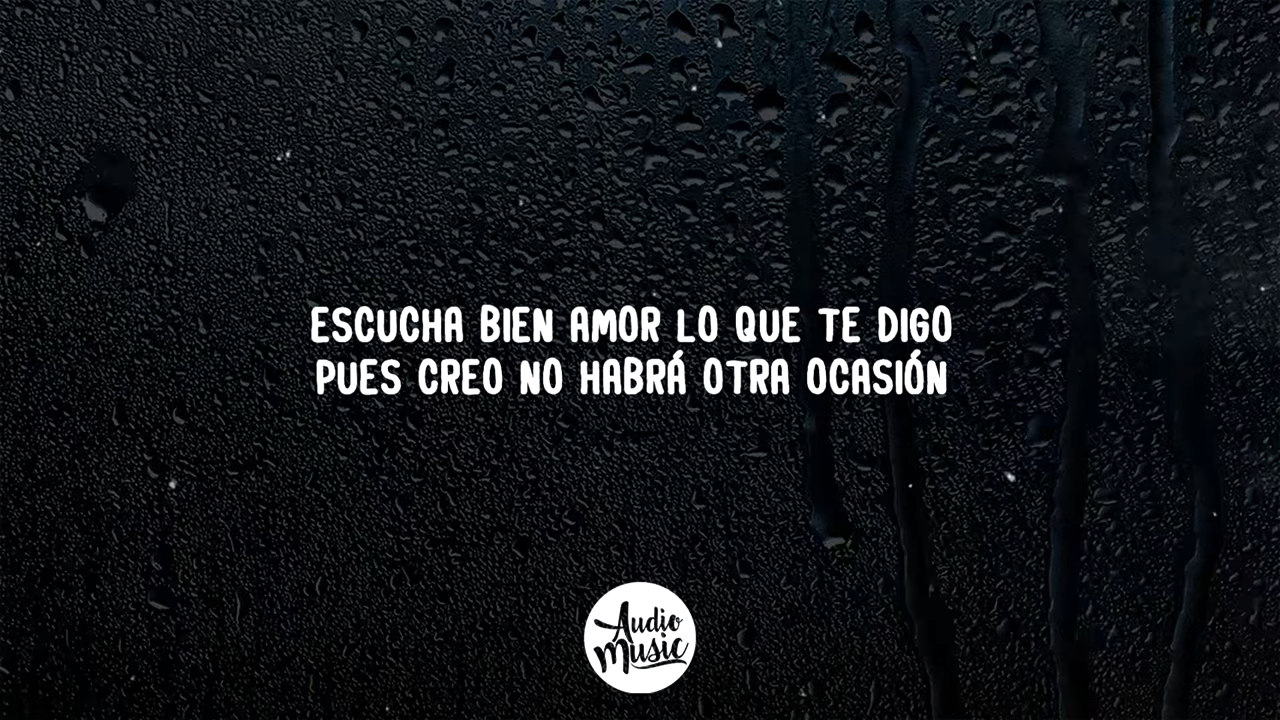 ESCUCHA BIEN AMOR LO QUE TE DIGO
PUES CREO NO HABRÁ OTRA OCASIÓN
Audio
Music